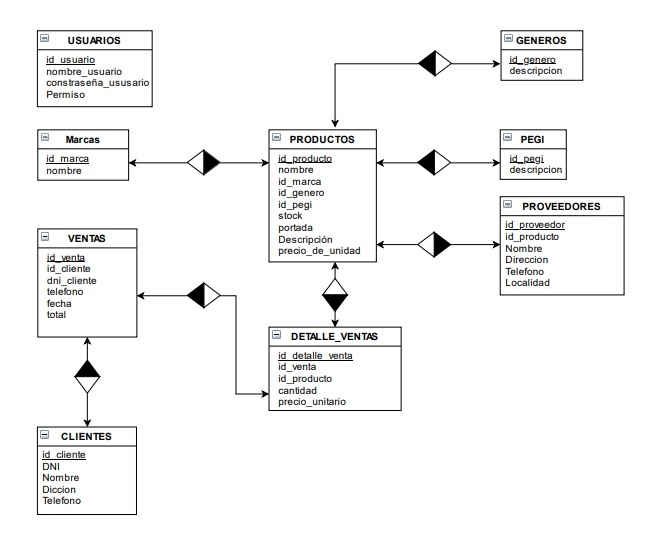 USUARIOS
id_usuario
nombre_usuario
constraseña_ususario
Permiso
GENEROS
id_genero
descripcion
Marcas
id_marca
nombre
PRODUCTOS
id_producto
nombre
id_marca
id_genero
id_pegi
stock
portada
Descripción
precio_de_unidad
PEGI
id_pegi
descripcion
PROVEEDORES
id_proveedor
id_producto
Nombre
Direccion
Telefono
Localidad
VENTAS
id_venta
id_cliente
dni_cliente
telefono
fecha
total
DETALLE_VENTAS
id_detalle_venta
id_venta
id_producto
cantidad
precio_unitario
CLIENTES
id_cliente
DNI
Nombre
Diccion
Telefono